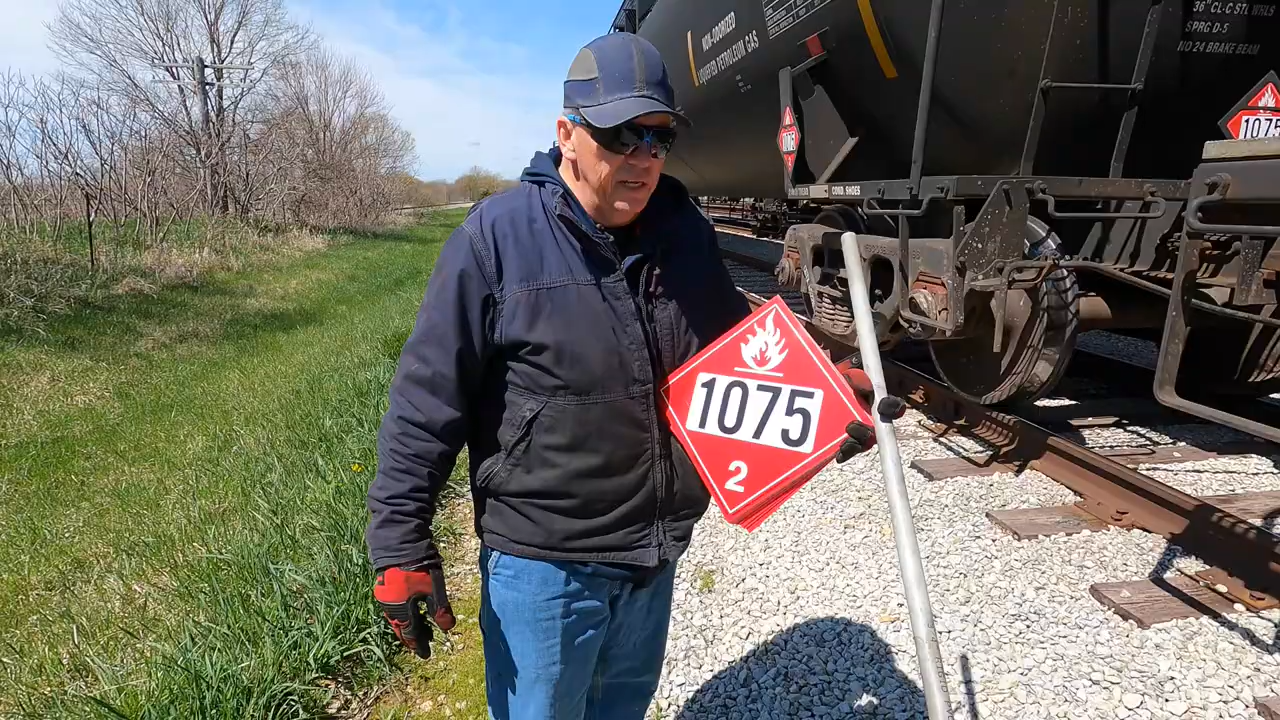 NON-ODORIZED
LIQUEFIED PETROLEUM GAS
36" CL-C STL WHLS
SPRG D-5
NO 24 BRAKE BEAM
1075
1075
COND. SHOES
1075
2